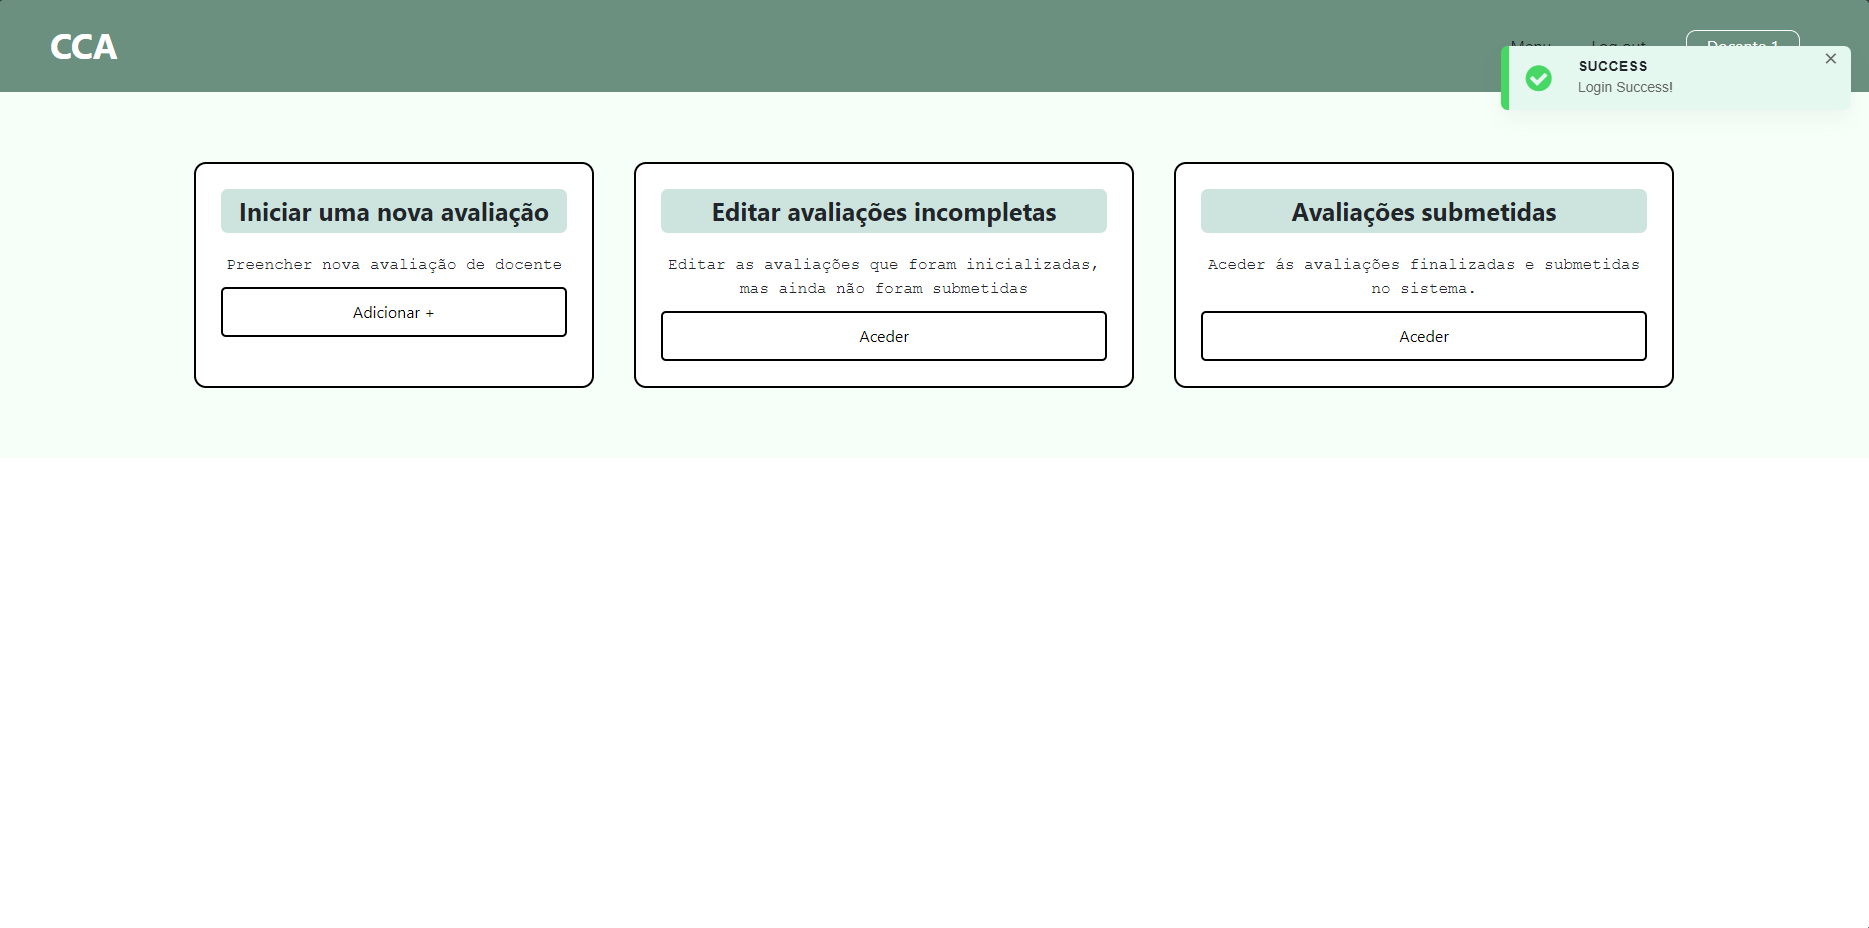 CCA
Menu
Log out
Docente 1
SUCCESS
Login Success!
Iniciar uma nova avaliação
Preencher nova avaliação de docente
Adicionar +
Editar avaliações incompletas
Editar as avaliações que foram inicializadas,
mas ainda não foram submetidas
Aceder
Avaliações submetidas
Aceder ás avaliações finalizadas e submetidas
no sistema.
Aceder